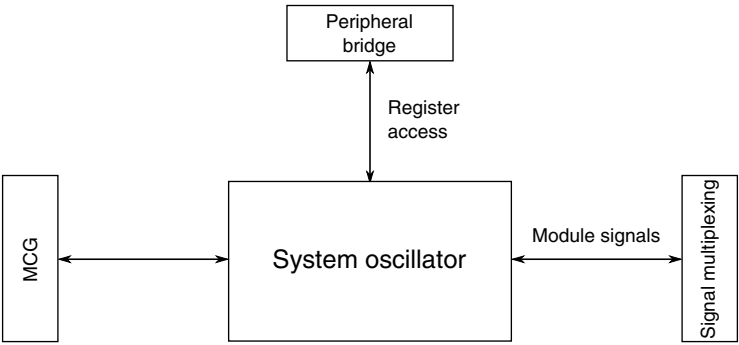 Peripheral
bridge
Register
access
MCG
System oscillator
Module signals
Signal multiplexing